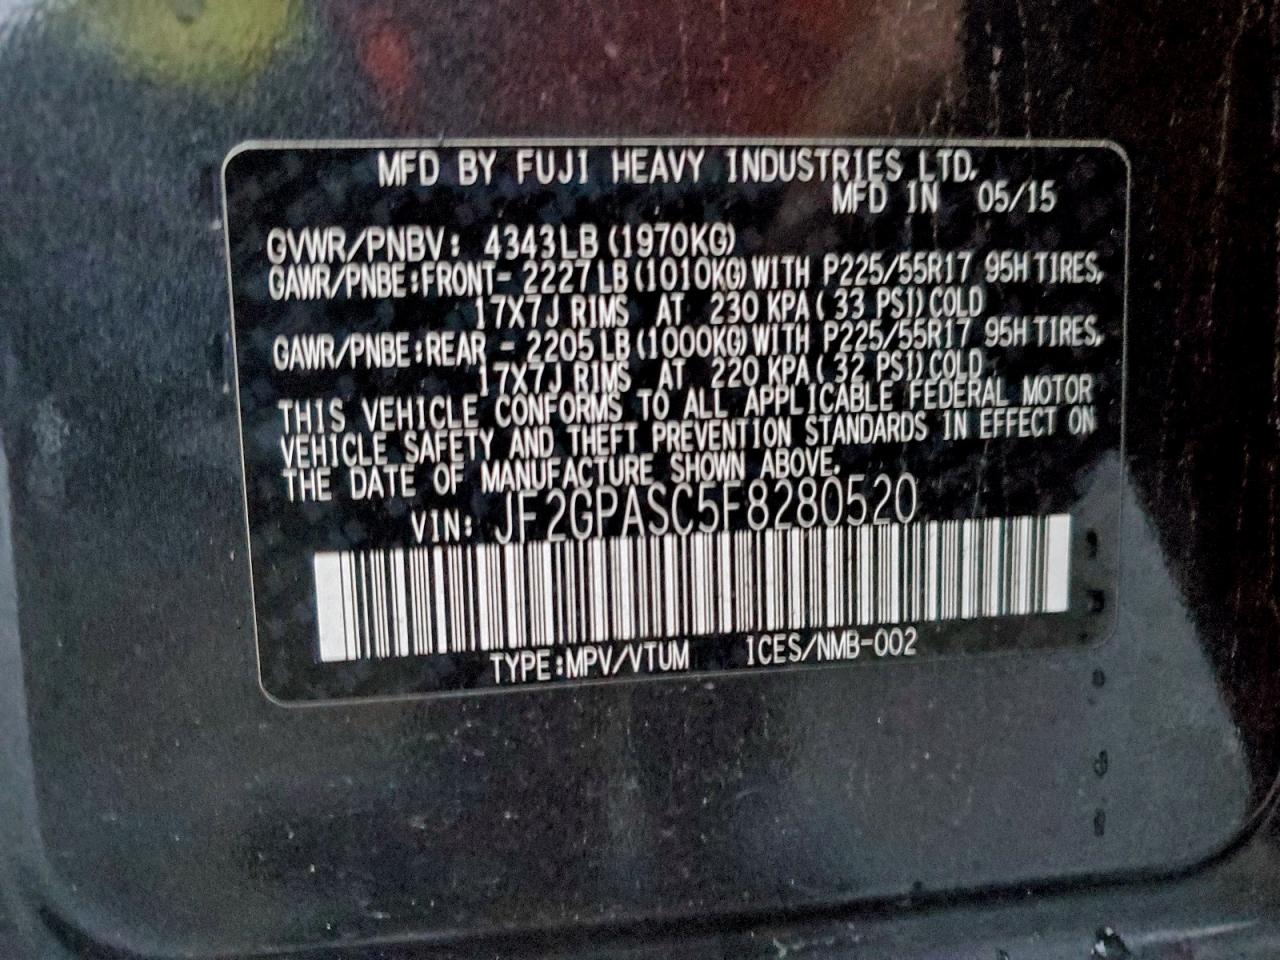 MFD BY FUJI HEAVY INDUSTRIES LTD.
MFD IN 05/15
GVWR/PNBV: 4343LB (1970KG)
GAWR/PNBE:FRONT- 2227 LB (1010KG) WITH P225/55R17 95H TIRES,
17X7J RIMS AT 230 KPA( 33 PSI) COLD
GAWR/PNBE:REAR - 2205 LB (1000KG) WITH P225/55R17 95H TIRES,
17X7J RIMS AT 220 KPA( 32 PSI) COLD.
THIS VEHICLE CONFORMS TO ALL APPLICABLE FEDERAL MOTOR
VEHICLE SAFETY AND THEFT PREVENTION STANDARDS IN EFFECT ON
THE DATE OF MANUFACTURE SHOWN ABOVE.
VIN: JF2GPASC5F8280520
TYPE:MPV/VTUM ICES/NMB-002